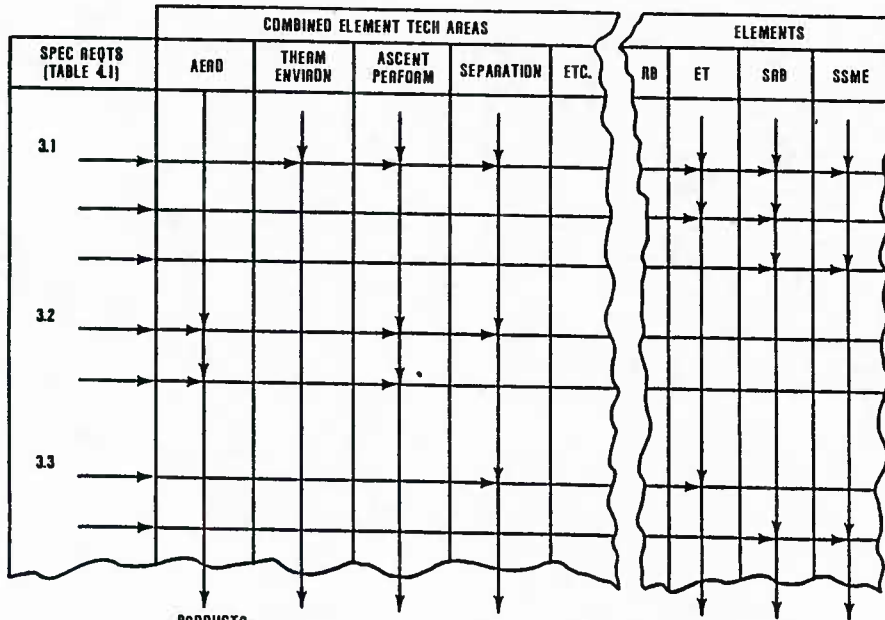 COMBINED ELEMENT TECH AREAS
ELEMENTS
SPEC REQTS
(TABLE 4.1)
AERO
THERM
ENVIRON
ASCENT
PERFORM
SEPARATION
ETC.
RB
ET
SRB
SSME
3.1
3.2
3.3
PRODUCTS